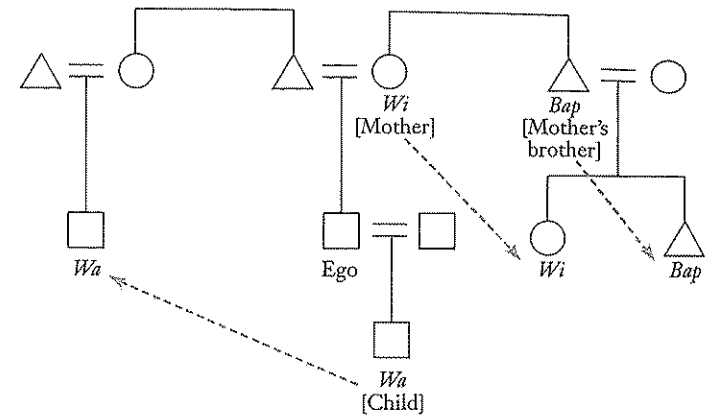 Wi
[Mother]
Bap
[Mother's
brother]
Wa
Ego
Wi
Bap
Wa
[Child]